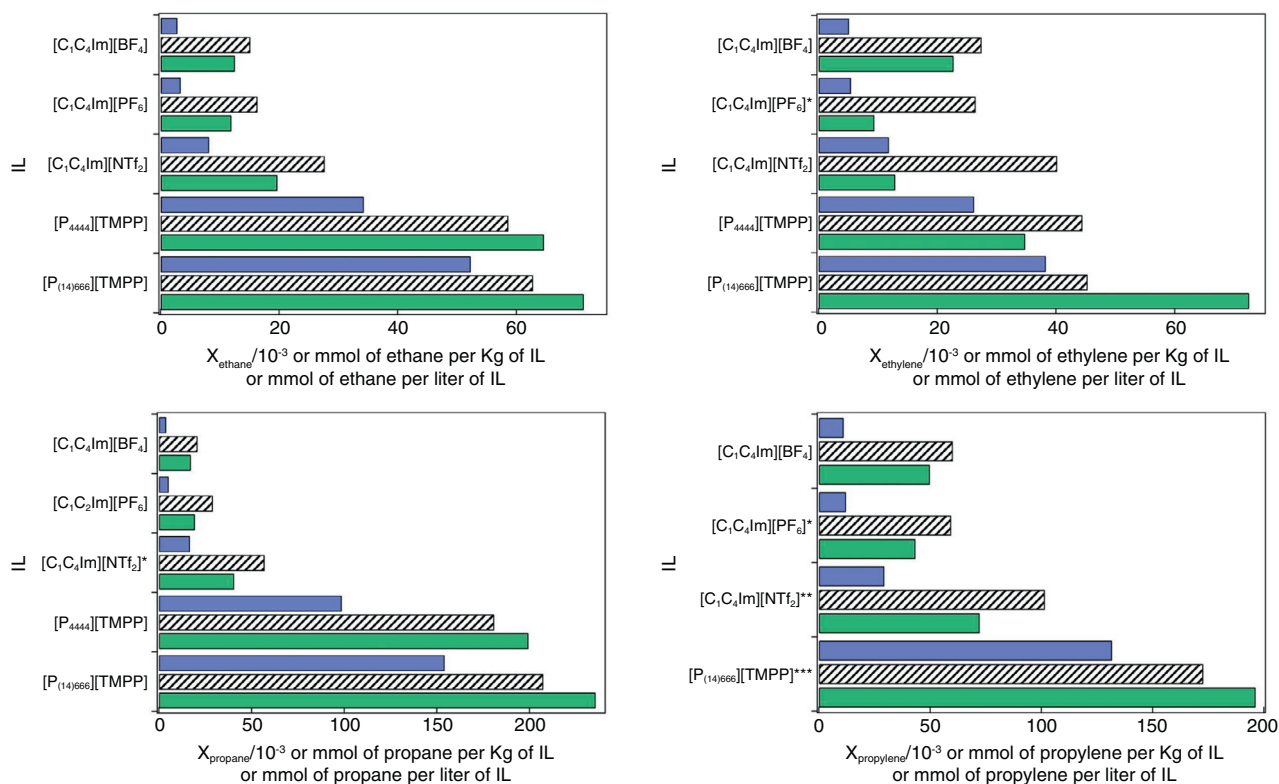 IL
[C₁C₄Im][BF₄]
[C₁C₄Im][PF₆]
[C₁C₄Im][NTf₂]
[P₄₄₄₄][TMPP]
[P₍₁₄₎₆₆₆][TMPP]
0 20 40 60
X_ethane/10⁻³ or mmol of ethane per Kg of IL
or mmol of ethane per liter of IL
IL
[C₁C₄Im][BF₄]
[C₁C₄Im][PF₆]*
[C₁C₄Im][NTf₂]
[P₄₄₄₄][TMPP]
[P₍₁₄₎₆₆₆][TMPP]
0 20 40 60
X_ethylene/10⁻³ or mmol of ethylene per Kg of IL
or mmol of ethylene per liter of IL
IL
[C₁C₄Im][BF₄]
[C₁C₂Im][PF₆]
[C₁C₄Im][NTf₂]*
[P₄₄₄₄][TMPP]
[P₍₁₄₎₆₆₆][TMPP]
0 50 100 150 200
X_propane/10⁻³ or mmol of propane per Kg of IL
or mmol of propane per liter of IL
IL
[C₁C₄Im][BF₄]
[C₁C₄Im][PF₆]*
[C₁C₄Im][NTf₂]**
[P₍₁₄₎₆₆₆][TMPP]***
0 50 100 150 200
X_propylene/10⁻³ or mmol of propylene per Kg of IL
or mmol of propylene per liter of IL